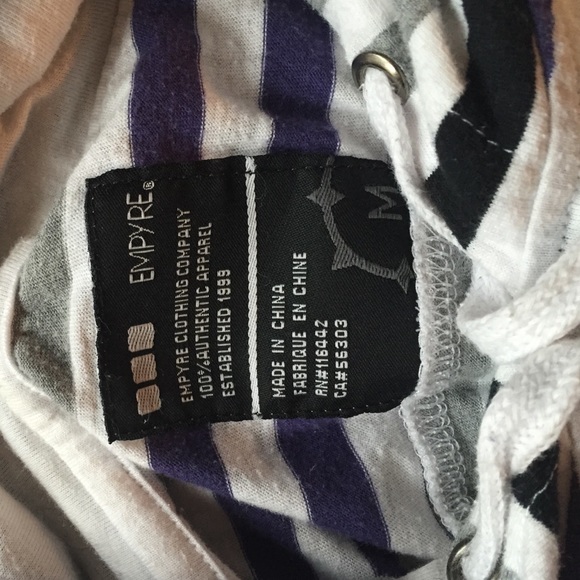 EMPYRE®
EMPYRE CLOTHING COMPANY
100% AUTHENTIC APPAREL
ESTABLISHED 1999
MADE IN CHINA
FABRIQUE EN CHINE
RN#116442
CA#56303
M